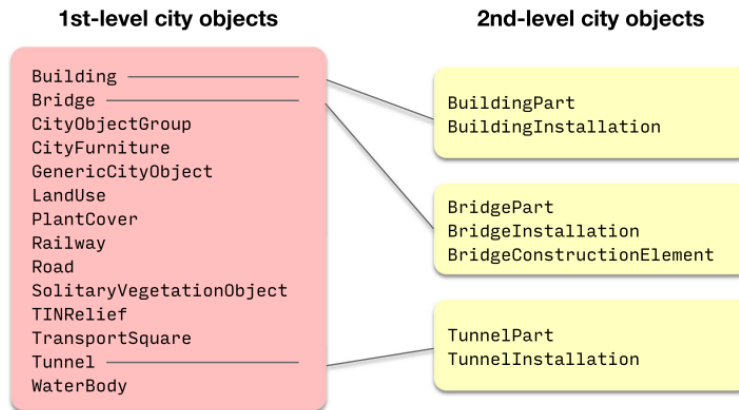 1st-level city objects
Building
Bridge
CityObjectGroup
CityFurniture
GenericCityObject
LandUse
PlantCover
Railway
Road
SolitaryVegetationObject
TINRelief
TransportSquare
Tunnel
WaterBody
2nd-level city objects
BuildingPart
BuildingInstallation
BridgePart
BridgeInstallation
BridgeConstructionElement
TunnelPart
TunnelInstallation